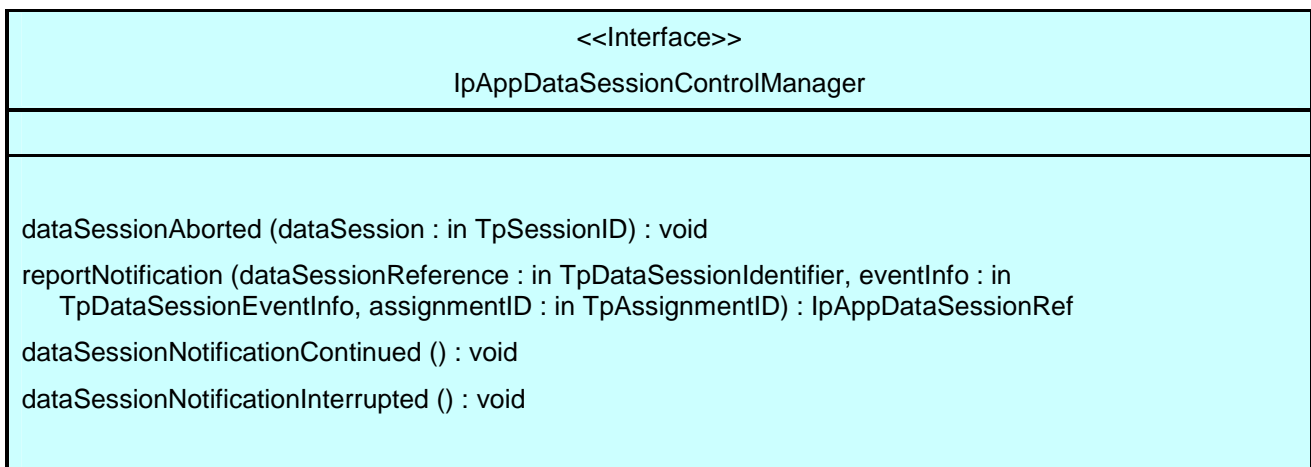 <<Interface>>
IpAppDataSessionControlManager
dataSessionAborted (dataSession : in TpSessionID) : void
reportNotification (dataSessionReference : in TpDataSessionIdentifier, eventInfo : in
TpDataSessionEventInfo, assignmentID : in TpAssignmentID) : IpAppDataSessionRef
dataSessionNotificationContinued () : void
dataSessionNotificationInterrupted () : void